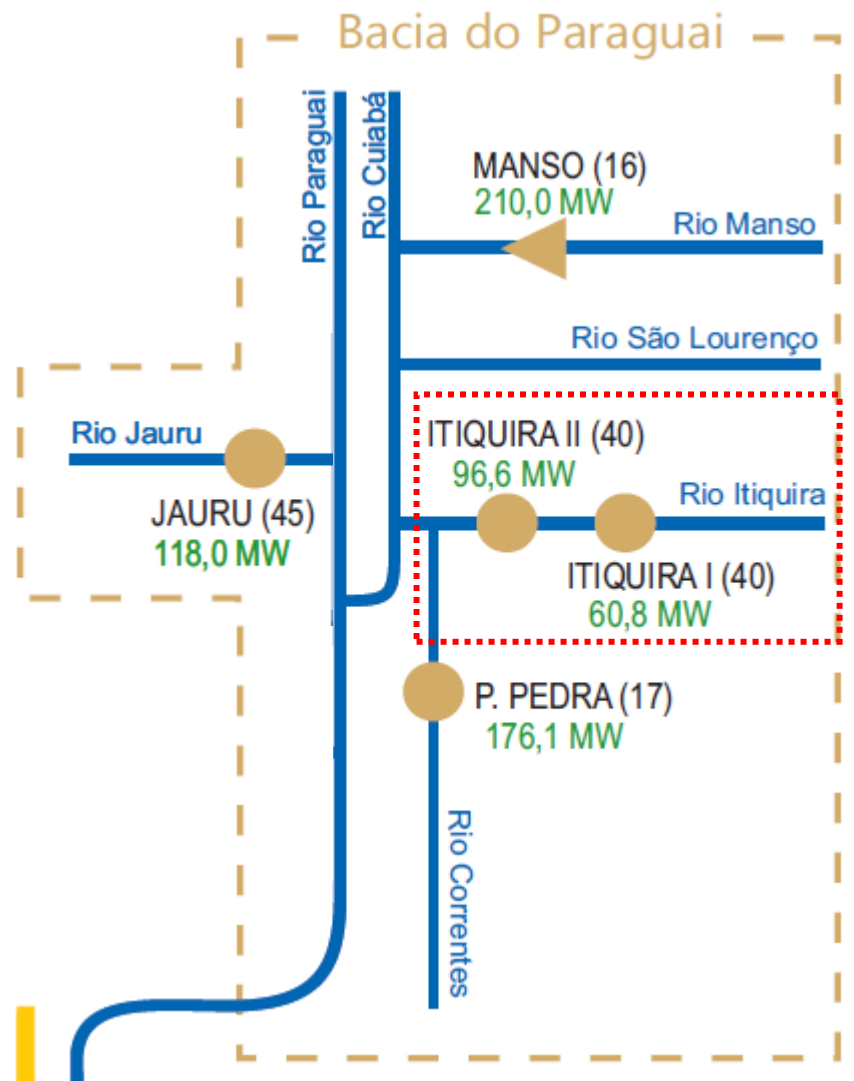 Bacia do Paraguai
Rio Paraguai
Rio Cuiabá
MANSO (16)
210,0 MW
Rio Manso
Rio São Lourenço
Rio Jauru
JAURU (45)
118,0 MW
ITIQUIRA II (40)
96,6 MW
Rio Itiquira
ITIQUIRA I (40)
60,8 MW
P. PEDRA (17)
176,1 MW
Rio Correntes